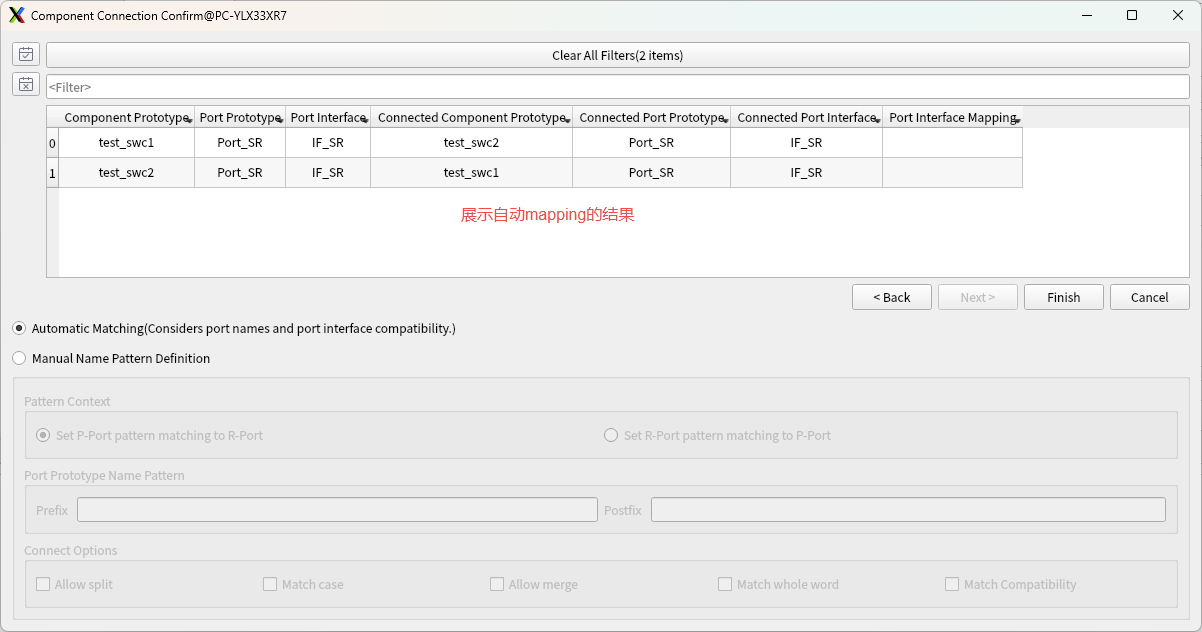 Component Connection Confirm@PC-YLX33XR7
Clear All Filters(2 items)
<Filter>
Component Prototype Port Prototype Port Interface Connected Component Prototype Connected Port Prototype Connected Port Interface Port Interface Mapping
0 test_swc1 Port_SR IF_SR test_swc2 Port_SR IF_SR
1 test_swc2 Port_SR IF_SR test_swc1 Port_SR IF_SR
展示自动mapping的结果
< Back Next > Finish Cancel
Automatic Matching(Considers port names and port interface compatibility.)
Manual Name Pattern Definition
Pattern Context
Set P-Port pattern matching to R-Port Set R-Port pattern matching to P-Port
Port Prototype Name Pattern
Prefix Postfix
Connect Options
Allow split Match case Allow merge Match whole word Match Compatibility